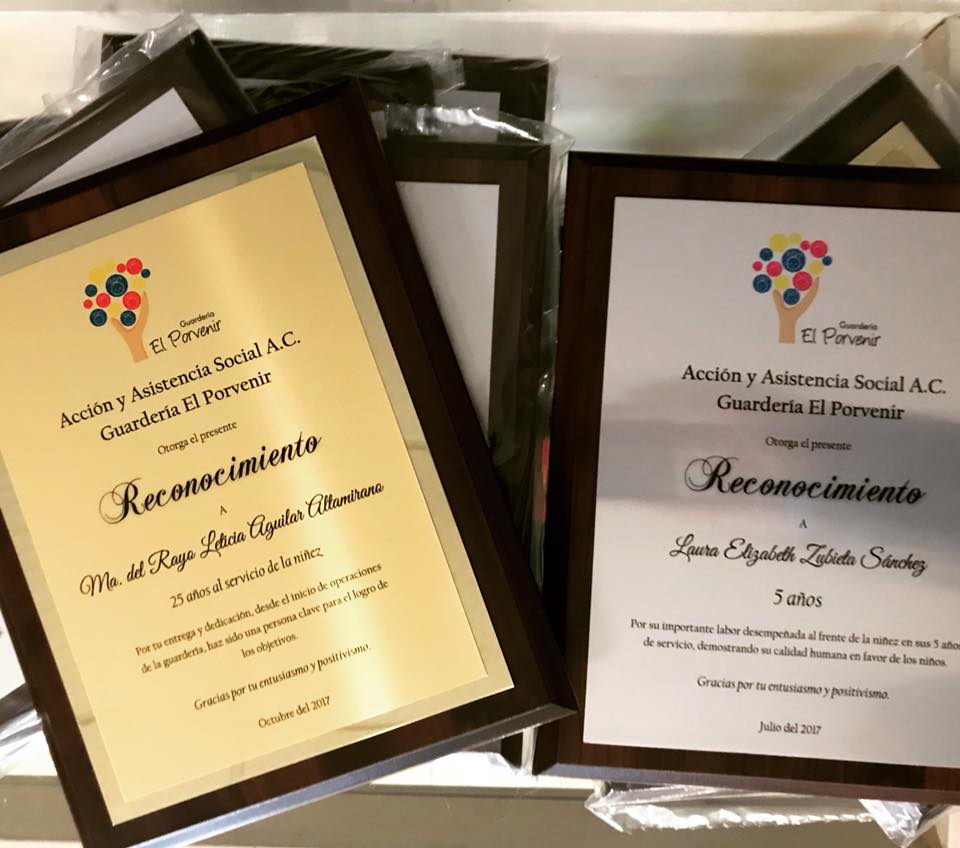 Guardería
El Porvenir
Acción y Asistencia Social A.C.
Guardería El Porvenir
Otorga el presente
Reconocimiento
A
Ma. del Rayo Leticia Aguilar Altamirano
25 años al servicio de la niñez
Por tu entrega y dedicación, desde el inicio de operaciones
de la guardería, haz sido una persona clave para el logro de
los objetivos.
Gracias por tu entusiasmo y positivismo.
Octubre del 2017
Guardería
El Porvenir
Acción y Asistencia Social A.C.
Guardería El Porvenir
Otorga el presente
Reconocimiento
A
Laura Elizabeth Zubieta Sánchez
5 años
Por su importante labor desempeñada al frente de la niñez en sus 5 años
de servicio, demostrando su calidad humana en favor de los niños.
Gracias por tu entusiasmo y positivismo.
Julio del 2017